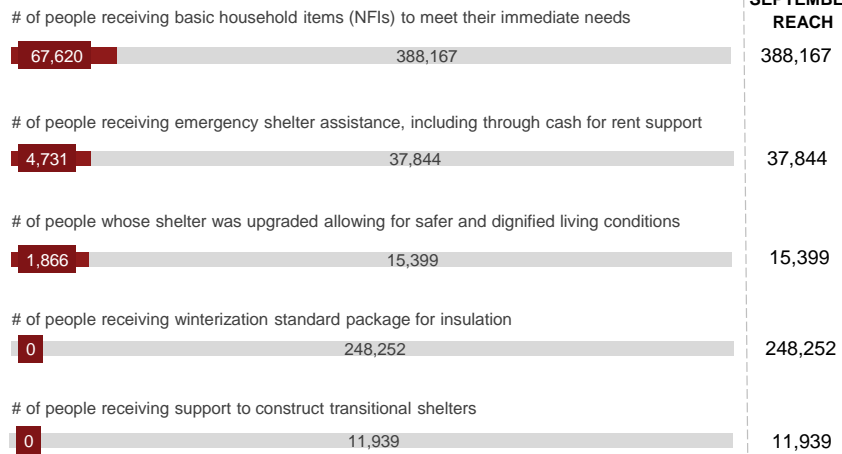 SEPTEMBER
REACH
# of people receiving basic household items (NFIs) to meet their immediate needs
67,620 388,167 388,167
# of people receiving emergency shelter assistance, including through cash for rent support
4,731 37,844 37,844
# of people whose shelter was upgraded allowing for safer and dignified living conditions
1,866 15,399 15,399
# of people receiving winterization standard package for insulation
0 248,252 248,252
# of people receiving support to construct transitional shelters
0 11,939 11,939